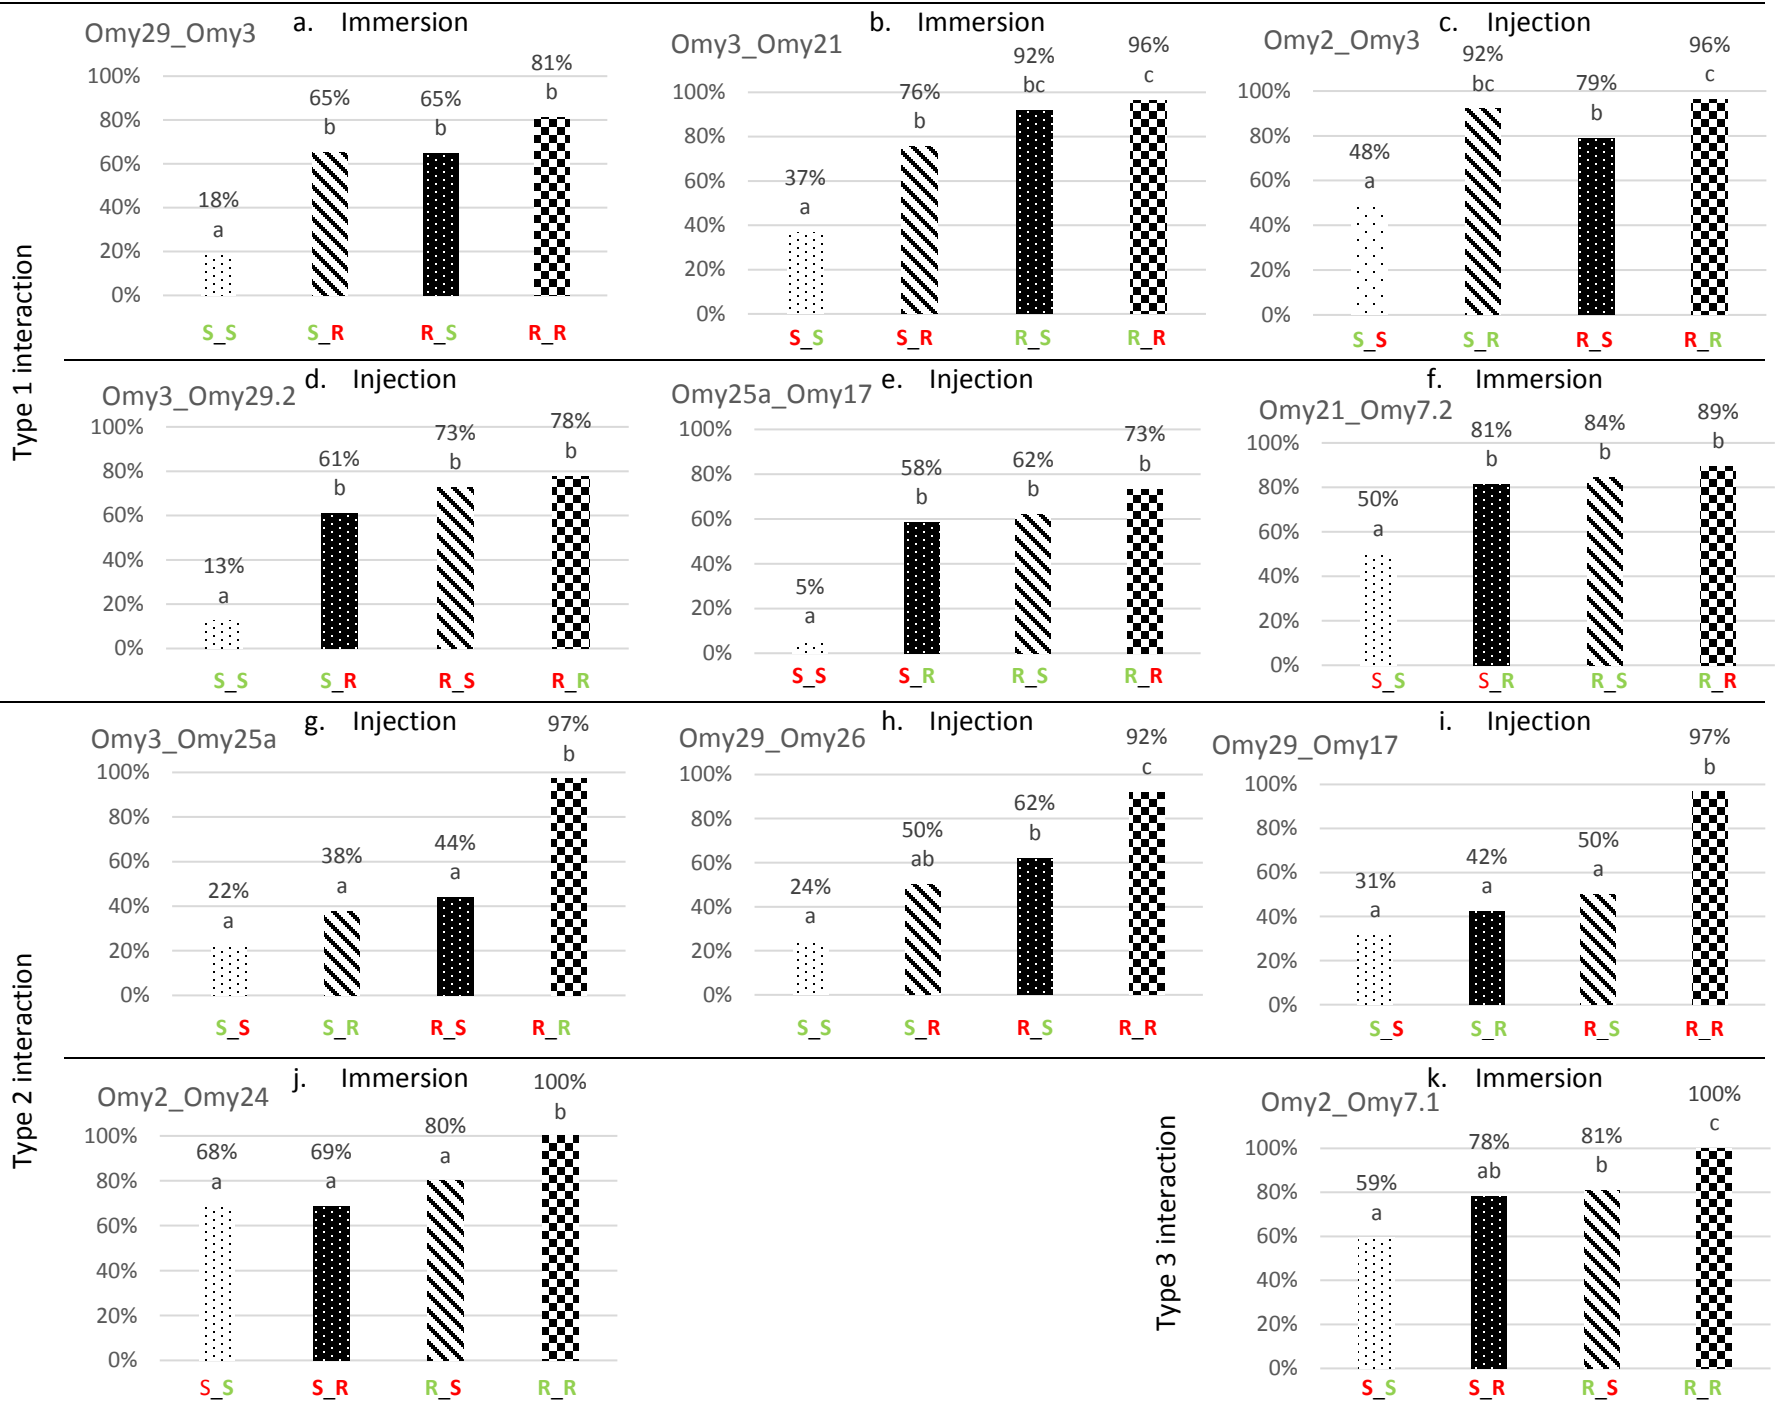 Type 1 interaction
Omy29_Omy3
a. Immersion
100%
80%
60%
40%
20%
0%
18%
a
65%
b
65%
b
81%
b
S_S S_R R_S R_R
Omy3_Omy21
b. Immersion
100%
80%
60%
40%
20%
0%
37%
a
76%
b
92%
bc
96%
c
S_S S_R R_S R_R
Omy2_Omy3
c. Injection
100%
80%
60%
40%
20%
0%
48%
a
92%
bc
79%
b
96%
c
S_S S_R R_S R_R
Omy3_Omy29.2
d. Injection
100%
80%
60%
40%
20%
0%
13%
a
61%
b
73%
b
78%
b
S_S S_R R_S R_R
Omy25a_Omy17
e. Injection
100%
80%
60%
40%
20%
0%
5%
a
58%
b
62%
b
73%
b
S_S S_R R_S R_R
Omy21_Omy7.2
f. Immersion
100%
80%
60%
40%
20%
0%
50%
a
81%
b
84%
b
89%
b
S_S S_R R_S R_R
Type 2 interaction
Omy3_Omy25a
g. Injection
100%
80%
60%
40%
20%
0%
22%
a
38%
a
44%
a
97%
b
S_S S_R R_S R_R
Omy29_Omy26
h. Injection
100%
80%
60%
40%
20%
0%
24%
a
50%
ab
62%
b
92%
c
S_S S_R R_S R_R
Omy29_Omy17
i. Injection
100%
80%
60%
40%
20%
0%
31%
a
42%
a
50%
a
97%
b
S_S S_R R_S R_R
Omy2_Omy24
j. Immersion
100%
80%
60%
40%
20%
0%
68%
a
69%
a
80%
a
100%
b
S_S S_R R_S R_R
Type 3 interaction
Omy2_Omy7.1
k. Immersion
100%
80%
60%
40%
20%
0%
59%
a
78%
ab
81%
b
100%
c
S_S S_R R_S R_R